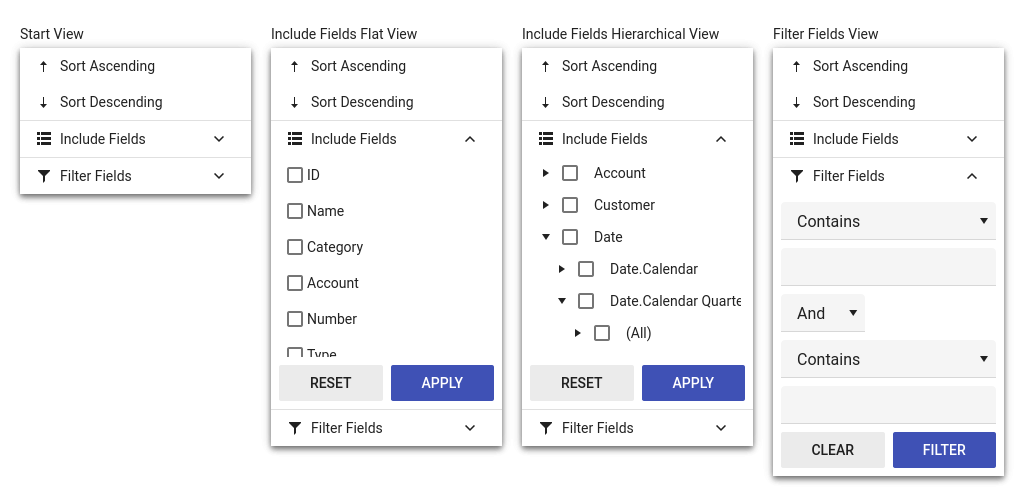 Start View
Sort Ascending
Sort Descending
Include Fields
Filter Fields
Include Fields Flat View
Sort Ascending
Sort Descending
Include Fields
ID
Name
Category
Account
Number
Type
RESET APPLY
Filter Fields
Include Fields Hierarchical View
Sort Ascending
Sort Descending
Include Fields
Account
Customer
Date
Date.Calendar
Date.Calendar Quarte
(All)
RESET APPLY
Filter Fields
Filter Fields View
Sort Ascending
Sort Descending
Include Fields
Filter Fields
Contains
And
Contains
CLEAR FILTER